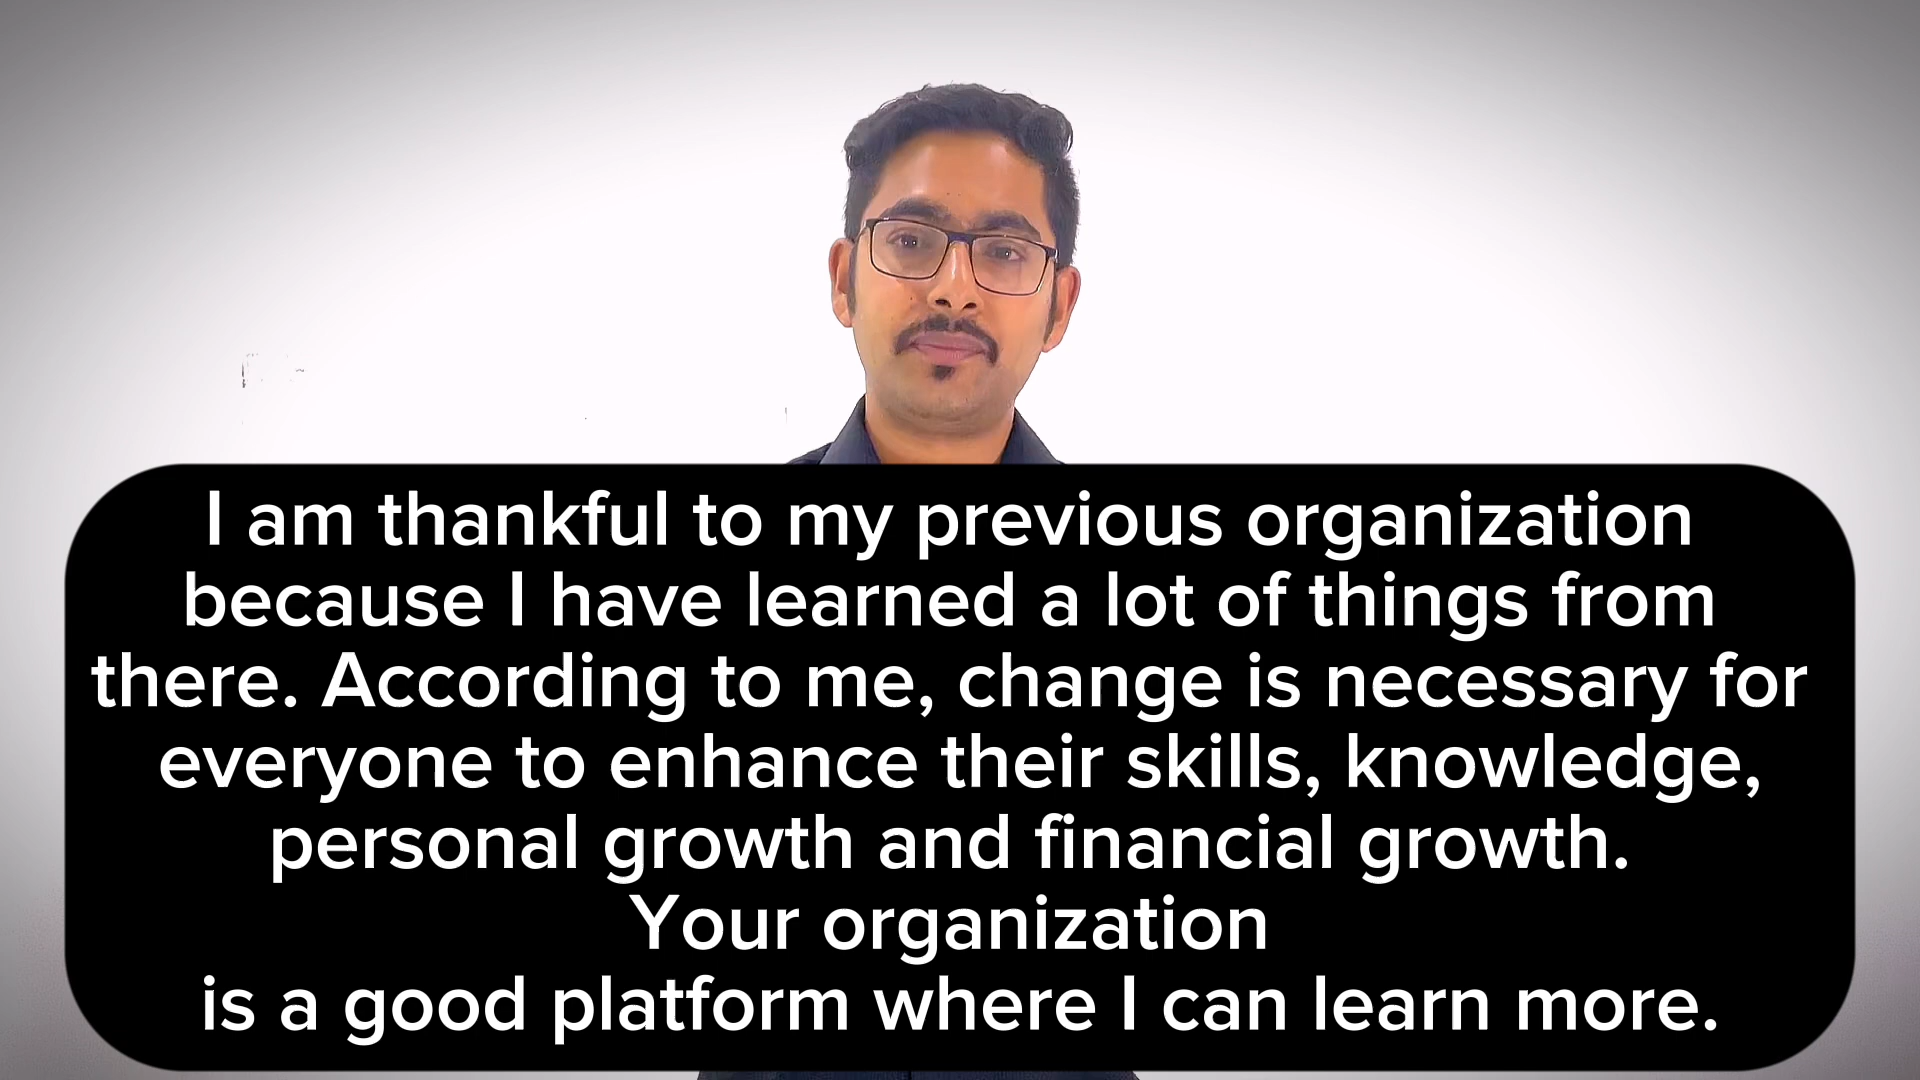 I am thankful to my previous organization
because I have learned a lot of things from
there. According to me, change is necessary for
everyone to enhance their skills, knowledge,
personal growth and financial growth.
Your organization
is a good platform where I can learn more.